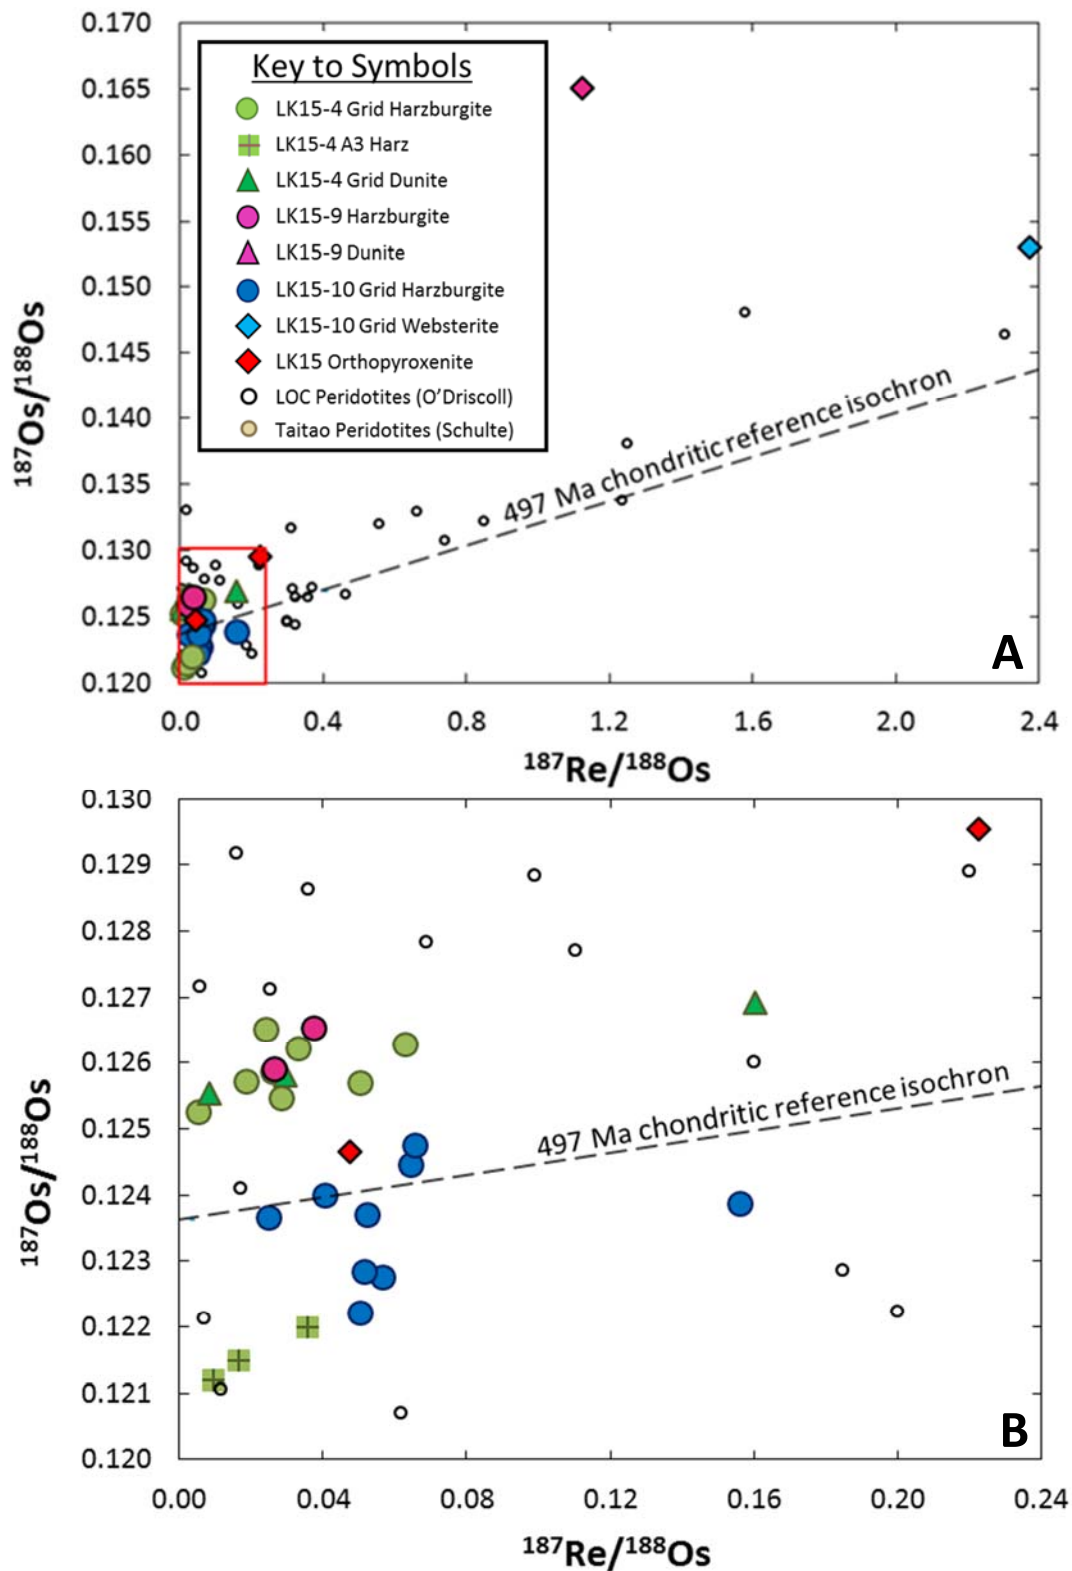 0.170
0.165
0.160
0.155
0.150
0.145
0.140
0.135
0.130
0.125
0.120
187Os/188Os
Key to Symbols
LK15-4 Grid Harzburgite
LK15-4 A3 Harz
LK15-4 Grid Dunite
LK15-9 Harzburgite
LK15-9 Dunite
LK15-10 Grid Harzburgite
LK15-10 Grid Websterite
LK15 Orthopyroxenite
LOC Peridotites (O’Driscoll)
Taitao Peridotites (Schulte)
497 Ma chondritic reference isochron
A
0.0 0.4 0.8 1.2 1.6 2.0 2.4
187Re/188Os
0.130
0.129
0.128
0.127
0.126
0.125
0.124
0.123
0.122
0.121
0.120
187Os/188Os
497 Ma chondritic reference isochron
B
0.00 0.04 0.08 0.12 0.16 0.20 0.24
187Re/188Os